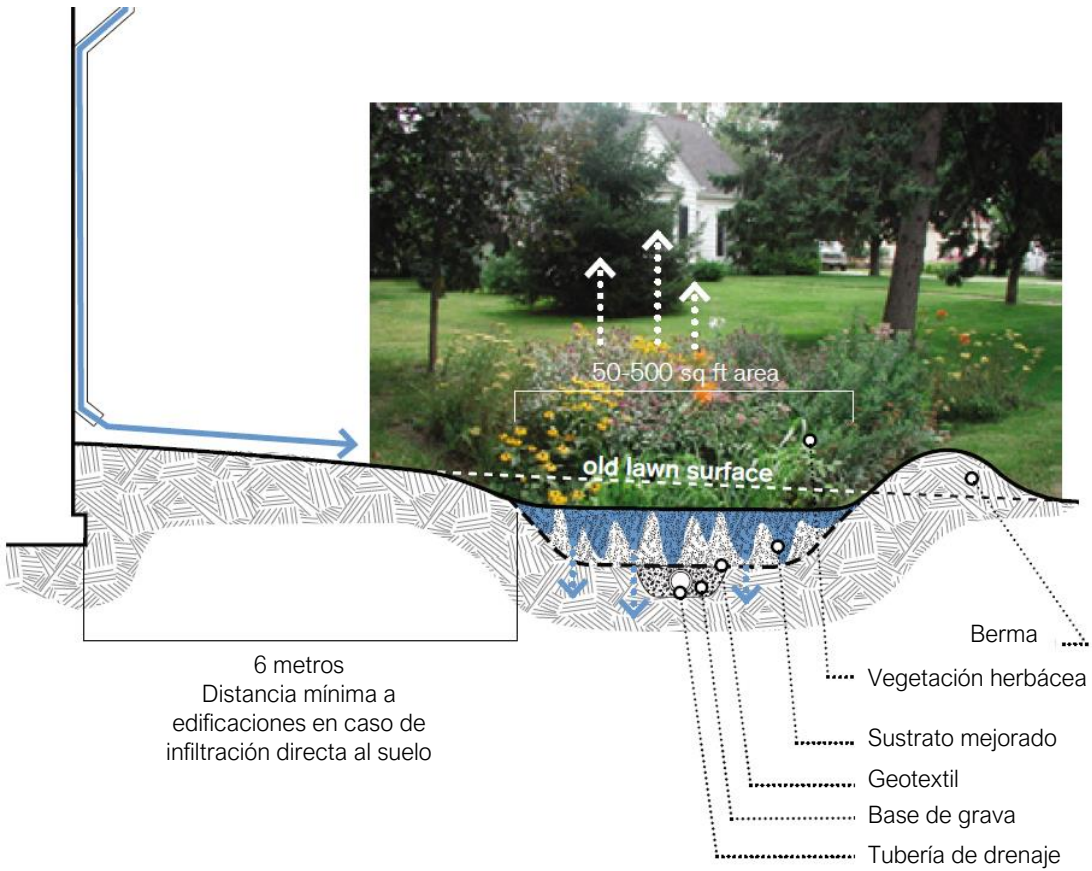 50-500 sq ft area
old lawn surface
6 metros
Distancia mínima a
edificaciones en caso de
infiltración directa al suelo
Berma
Vegetación herbácea
Sustrato mejorado
Geotextil
Base de grava
Tubería de drenaje